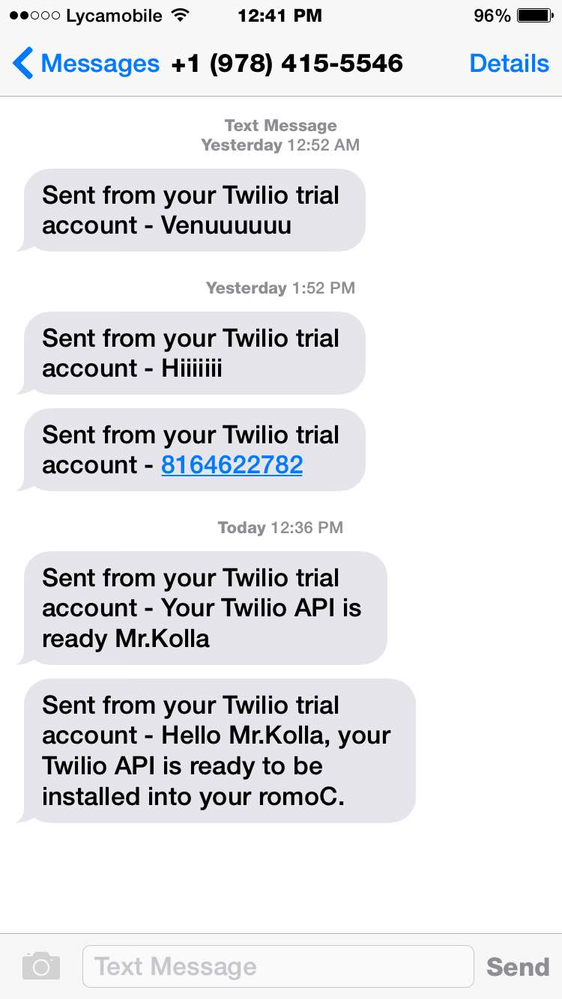 Lycamobile 12:41 PM 96%
Messages +1 (978) 415-5546 Details
Text Message
Yesterday 12:52 AM
Sent from your Twilio trial
account - Venuuuuuu
Yesterday 1:52 PM
Sent from your Twilio trial
account - Hiiiiiii
Sent from your Twilio trial
account - 8164622782
Today 12:36 PM
Sent from your Twilio trial
account - Your Twilio API is
ready Mr.Kolla
Sent from your Twilio trial
account - Hello Mr.Kolla, your
Twilio API is ready to be
installed into your romoC.
Text Message Send